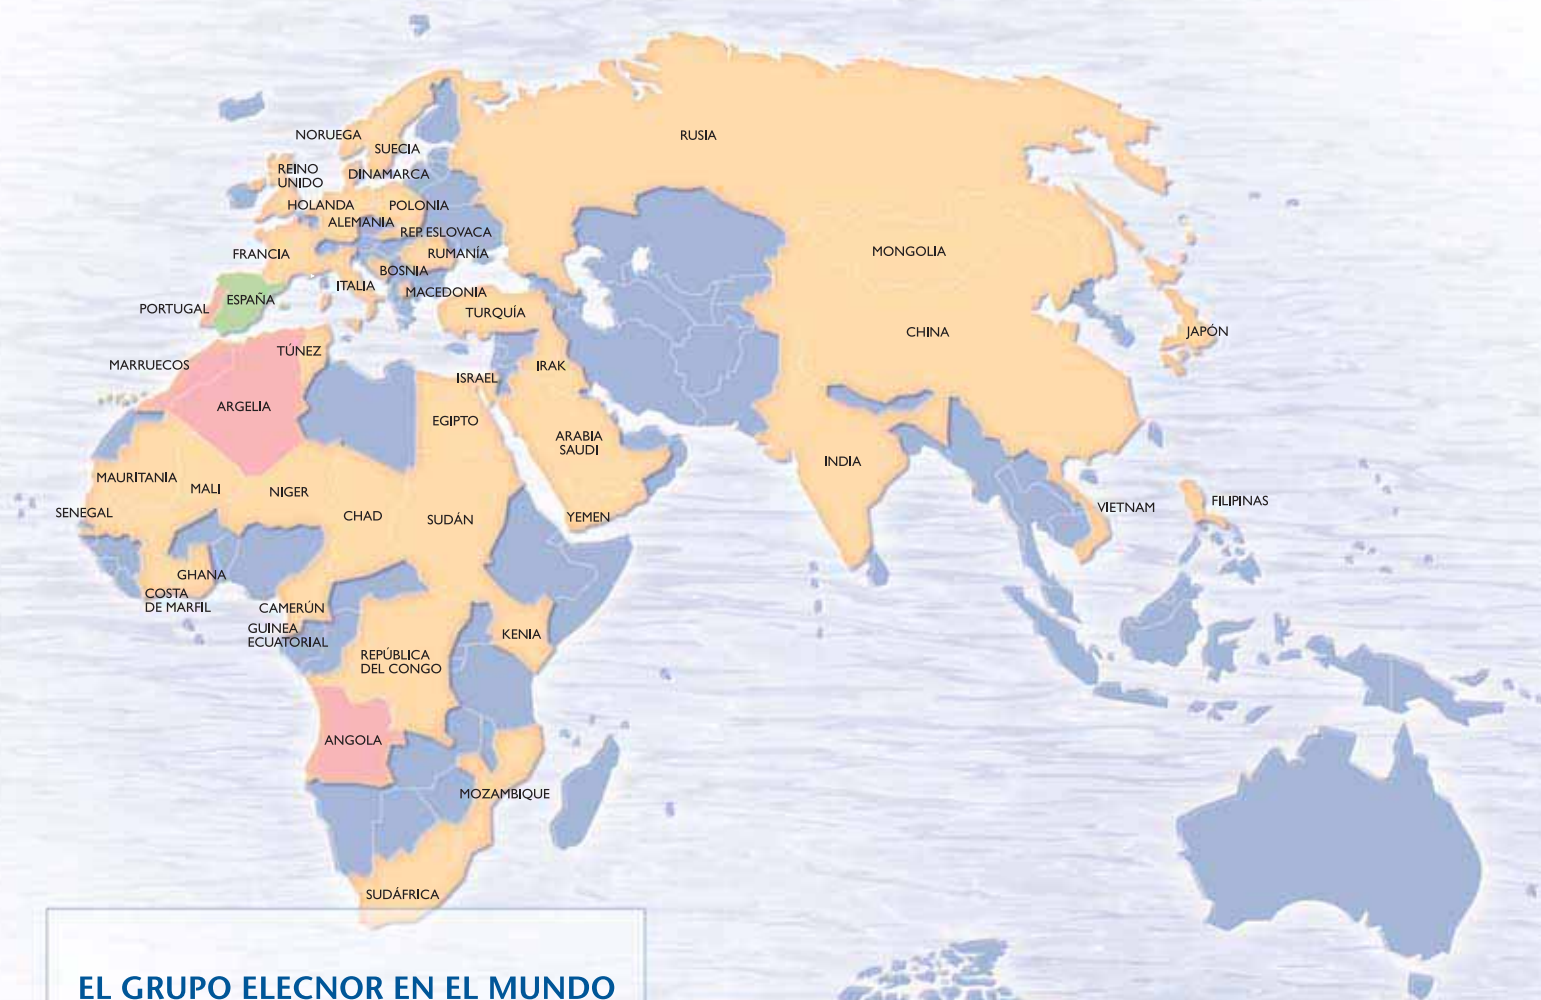 RUSIA
NORUEGA
SUECIA
REINO
UNIDO
DINAMARCA
HOLANDA
POLONIA
ALEMANIA
REP. ESLOVACA
FRANCIA
RUMANÍA
MONGOLIA
BOSNIA
ITALIA
MACEDONIA
ESPAÑA
PORTUGAL
TURQUÍA
CHINA
JAPÓN
TÚNEZ
MARRUECOS
IRAK
ISRAEL
ARGELIA
EGIPTO
ARABIA
SAUDI
INDIA
MAURITANIA
MALI
NIGER
VIETNAM
FILIPINAS
SENEGAL
CHAD
SUDÁN
YEMEN
GHANA
COSTA
DE MARFIL
CAMERÚN
GUINEA
ECUATORIAL
KENIA
REPÚBLICA
DEL CONGO
ANGOLA
MOZAMBIQUE
SUDÁFRICA
EL GRUPO ELECNOR EN EL MUNDO